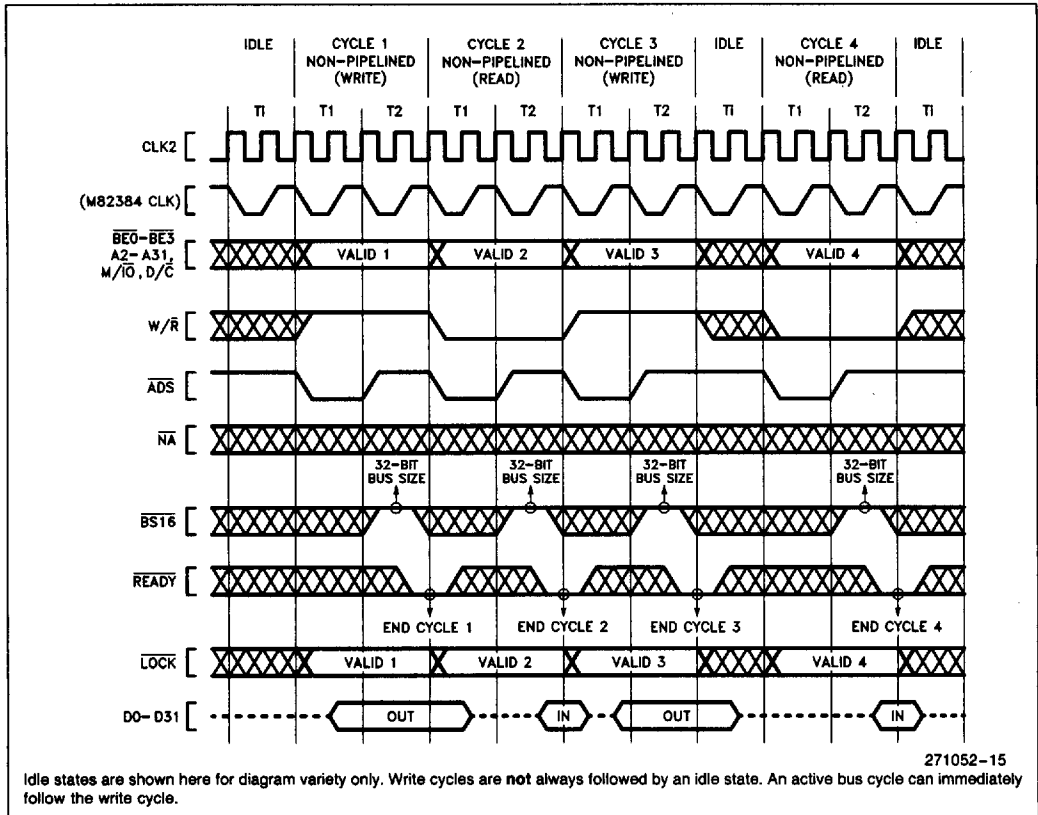 IDLE CYCLE 1 CYCLE 2 CYCLE 3 IDLE CYCLE 4 IDLE
NON-PIPELINED NON-PIPELINED NON-PIPELINED NON-PIPELINED
(WRITE) (READ) (WRITE) (READ)
Ti T1 T2 T1 T2 T1 T2 Ti T1 T2 Ti
CLK2
(M82384 CLK)
BE0-BE3
A2-A31,
M/IO, D/C
VALID 1 VALID 2 VALID 3 VALID 4
W/R
ADS
NA
32-BIT 32-BIT 32-BIT 32-BIT
BUS SIZE BUS SIZE BUS SIZE BUS SIZE
BS16
READY
END CYCLE 1 END CYCLE 2 END CYCLE 3 END CYCLE 4
LOCK VALID 1 VALID 2 VALID 3 VALID 4
D0-D31 OUT IN OUT IN
271052-15
Idle states are shown here for diagram variety only. Write cycles are not always followed by an idle state. An active bus cycle can immediately
follow the write cycle.